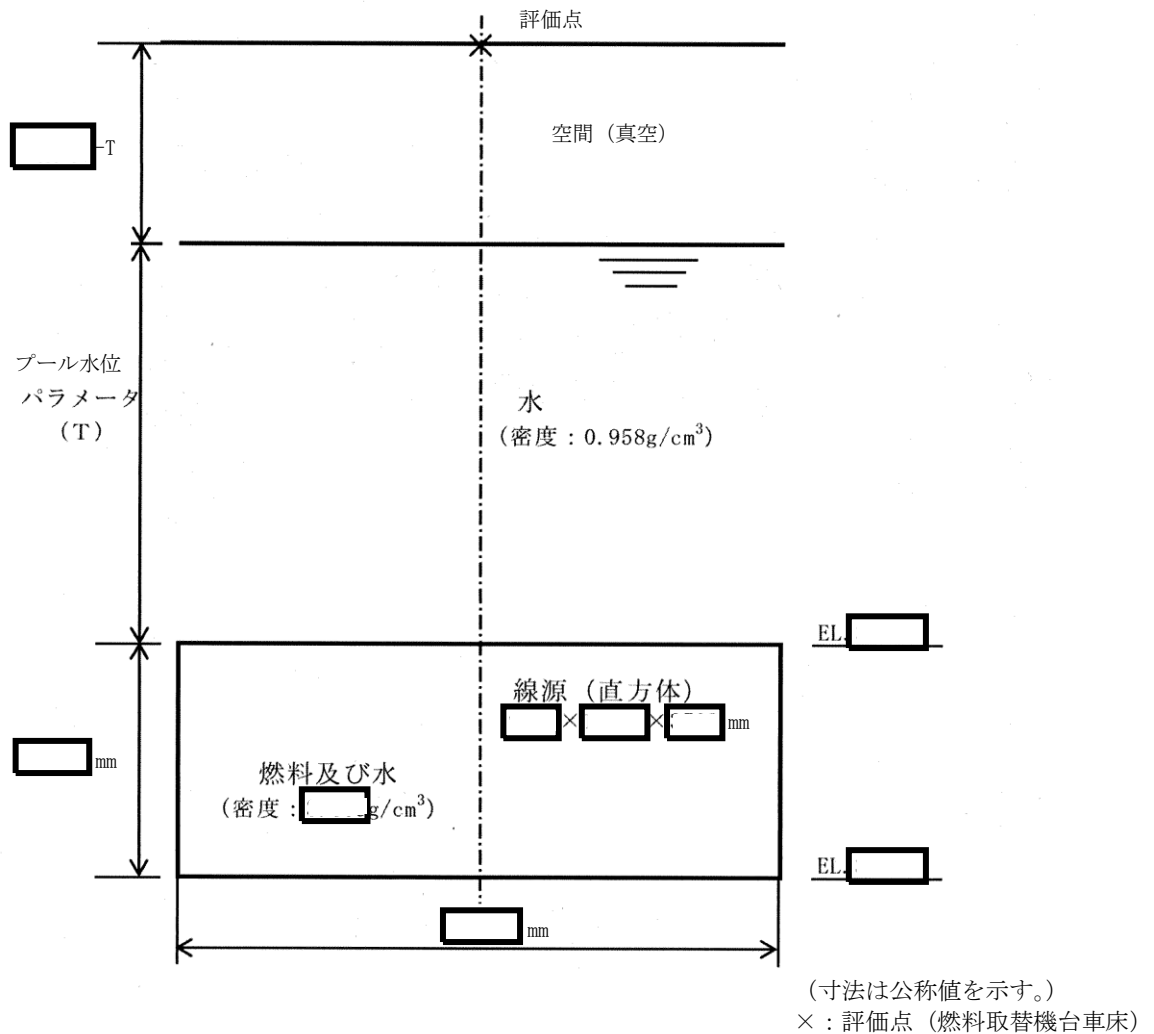 評価点
空間（真空）
-T
プール水位
パラメータ
（T）
水
（密度：0.958g/cm³）
EL.
線源（直方体）
××mm
mm
燃料及び水
（密度：g/cm³）
EL.
mm
（寸法は公称値を示す。）
×：評価点（燃料取替機台車床）